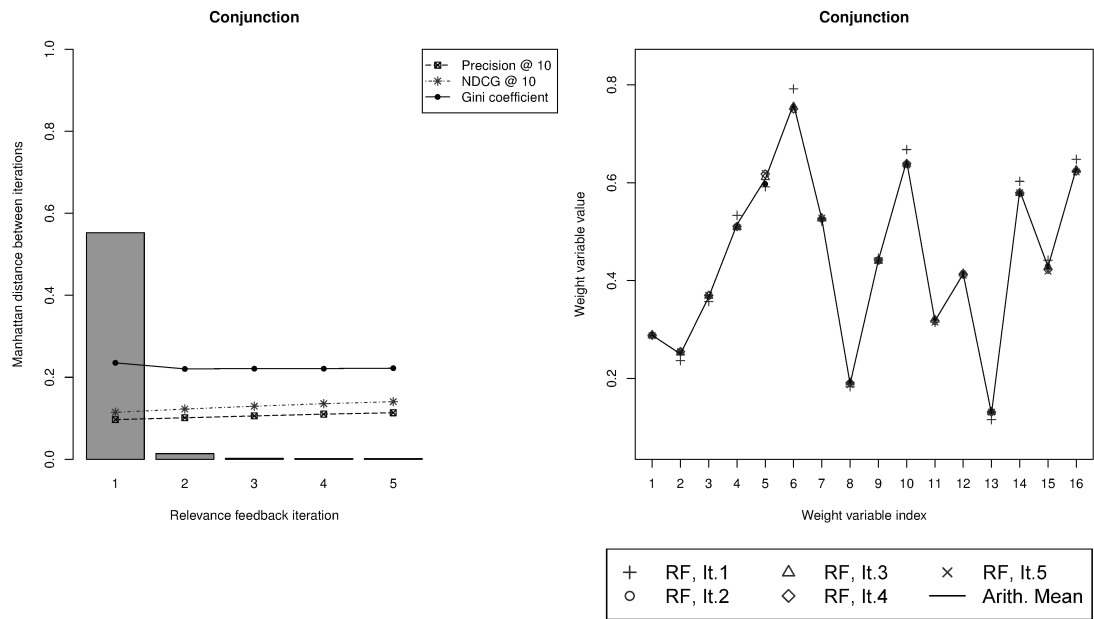 Conjunction
Manhattan distance between iterations
1.0
0.8
0.6
0.4
0.2
0.0
Precision @ 10
NDCG @ 10
Gini coefficient
1 2 3 4 5
Relevance feedback iteration
Conjunction
Weight variable value
0.8
0.6
0.4
0.2
1 2 3 4 5 6 7 8 9 10 11 12 13 14 15 16
Weight variable index
RF, It.1 RF, It.3 RF, It.5
RF, It.2 RF, It.4 Arith. Mean